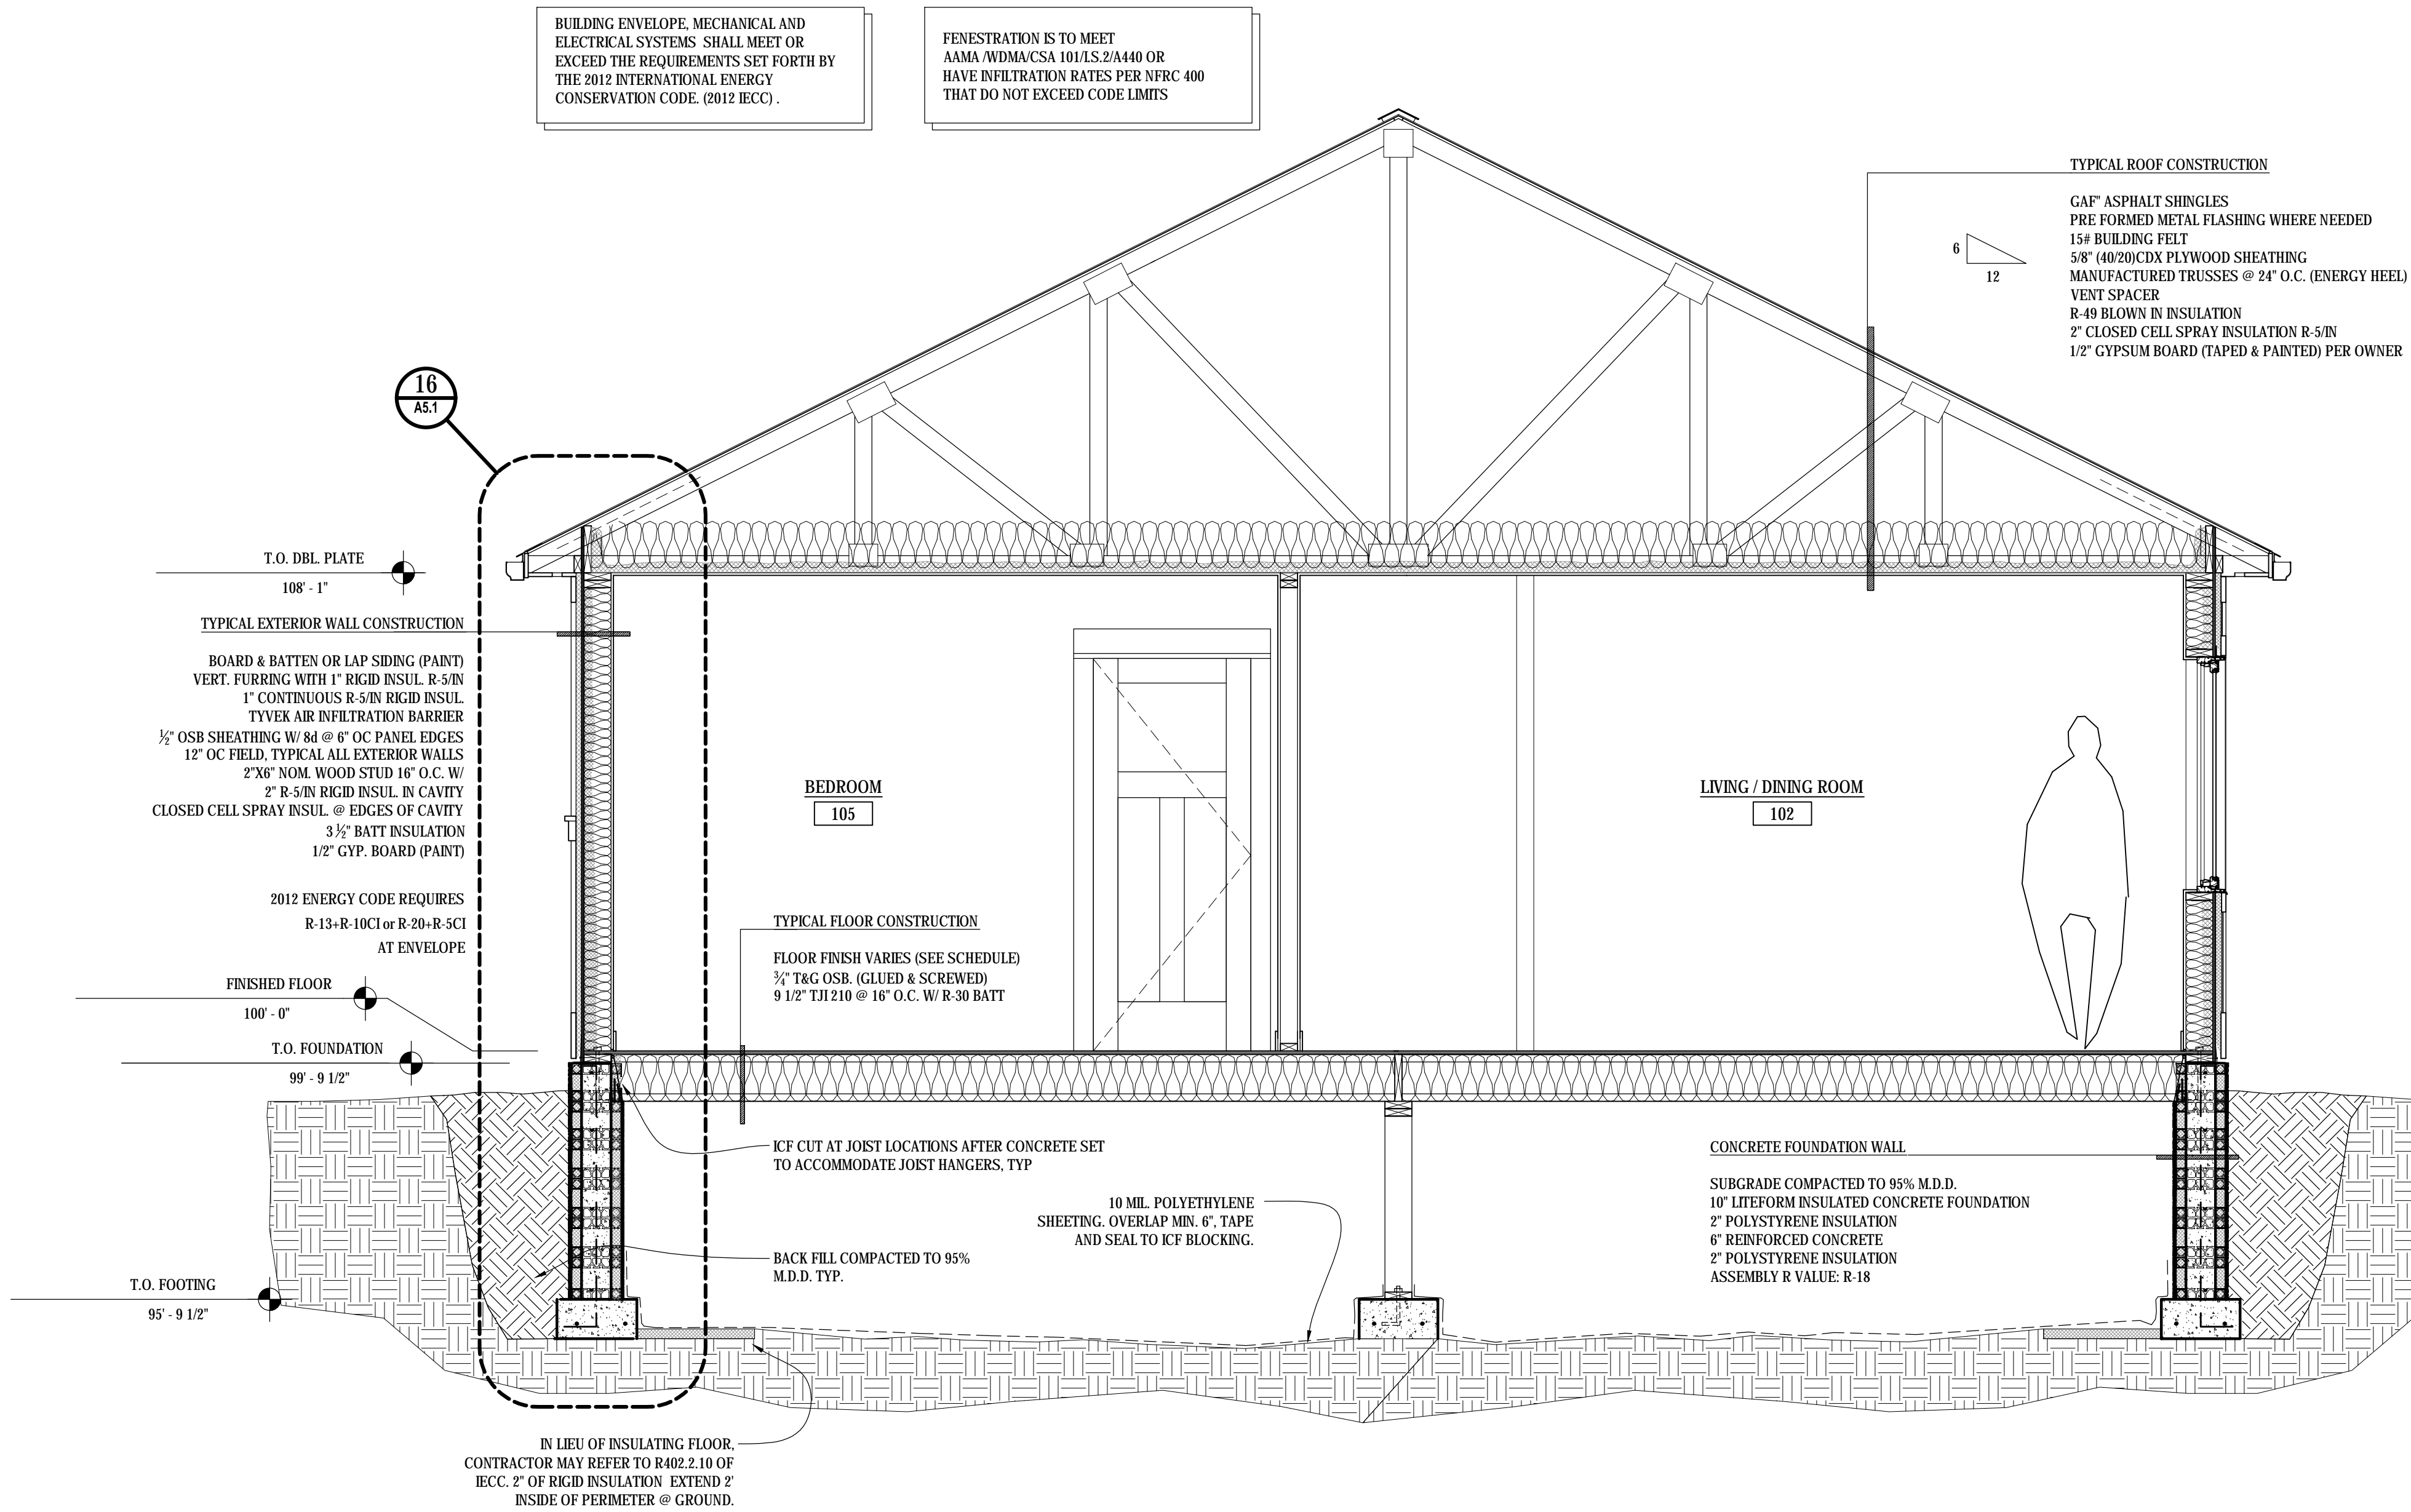 BUILDING ENVELOPE, MECHANICAL AND
ELECTRICAL SYSTEMS SHALL MEET OR
EXCEED THE REQUIREMENTS SET FORTH BY
THE 2012 INTERNATIONAL ENERGY
CONSERVATION CODE. (2012 IECC) .
FENESTRATION IS TO MEET
AAMA /WDMA/CSA 101/I.S.2/A440 OR
HAVE INFILTRATION RATES PER NFRC 400
THAT DO NOT EXCEED CODE LIMITS
TYPICAL ROOF CONSTRUCTION
GAF" ASPHALT SHINGLES
PRE FORMED METAL FLASHING WHERE NEEDED
15# BUILDING FELT
5/8" (40/20)CDX PLYWOOD SHEATHING
MANUFACTURED TRUSSES @ 24" O.C. (ENERGY HEEL)
VENT SPACER
R-49 BLOWN IN INSULATION
2" CLOSED CELL SPRAY INSULATION R-5/IN
1/2" GYPSUM BOARD (TAPED & PAINTED) PER OWNER
6
12
16
A5.1
T.O. DBL. PLATE
108' - 1"
TYPICAL EXTERIOR WALL CONSTRUCTION
BOARD & BATTEN OR LAP SIDING (PAINT)
VERT. FURRING WITH 1" RIGID INSUL. R-5/IN
1" CONTINUOUS R-5/IN RIGID INSUL.
TYVEK AIR INFILTRATION BARRIER
½" OSB SHEATHING W/ 8d @ 6" OC PANEL EDGES
12" OC FIELD, TYPICAL ALL EXTERIOR WALLS
2"X6" NOM. WOOD STUD 16" O.C. W/
2" R-5/IN RIGID INSUL. IN CAVITY
CLOSED CELL SPRAY INSUL. @ EDGES OF CAVITY
3 ½" BATT INSULATION
1/2" GYP. BOARD (PAINT)
2012 ENERGY CODE REQUIRES
R-13+R-10CI or R-20+R-5CI
AT ENVELOPE
FINISHED FLOOR
100' - 0"
T.O. FOUNDATION
99' - 9 1/2"
T.O. FOOTING
95' - 9 1/2"
BEDROOM
105
LIVING / DINING ROOM
102
TYPICAL FLOOR CONSTRUCTION
FLOOR FINISH VARIES (SEE SCHEDULE)
¾" T&G OSB. (GLUED & SCREWED)
9 1/2" TJI 210 @ 16" O.C. W/ R-30 BATT
ICF CUT AT JOIST LOCATIONS AFTER CONCRETE SET
TO ACCOMMODATE JOIST HANGERS, TYP
10 MIL. POLYETHYLENE
SHEETING. OVERLAP MIN. 6", TAPE
AND SEAL TO ICF BLOCKING.
BACK FILL COMPACTED TO 95%
M.D.D. TYP.
CONCRETE FOUNDATION WALL
SUBGRADE COMPACTED TO 95% M.D.D.
10" LITEFORM INSULATED CONCRETE FOUNDATION
2" POLYSTYRENE INSULATION
6" REINFORCED CONCRETE
2" POLYSTYRENE INSULATION
ASSEMBLY R VALUE: R-18
IN LIEU OF INSULATING FLOOR,
CONTRACTOR MAY REFER TO R402.2.10 OF
IECC. 2" OF RIGID INSULATION EXTEND 2'
INSIDE OF PERIMETER @ GROUND.